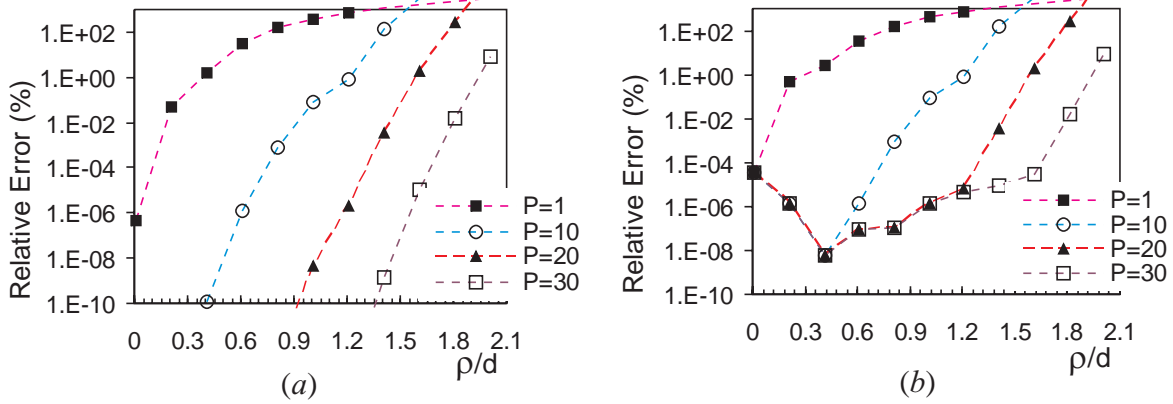 Relative Error (%)
1.E+02
1.E+00
1.E-02
1.E-04
1.E-06
1.E-08
1.E-10
0 0.3 0.6 0.9 1.2 1.5 1.8 2.1
ρ/d
P=1
P=10
P=20
P=30
(a)
Relative Error (%)
1.E+02
1.E+00
1.E-02
1.E-04
1.E-06
1.E-08
1.E-10
0 0.3 0.6 0.9 1.2 1.5 1.8 2.1
ρ/d
P=1
P=10
P=20
P=30
(b)